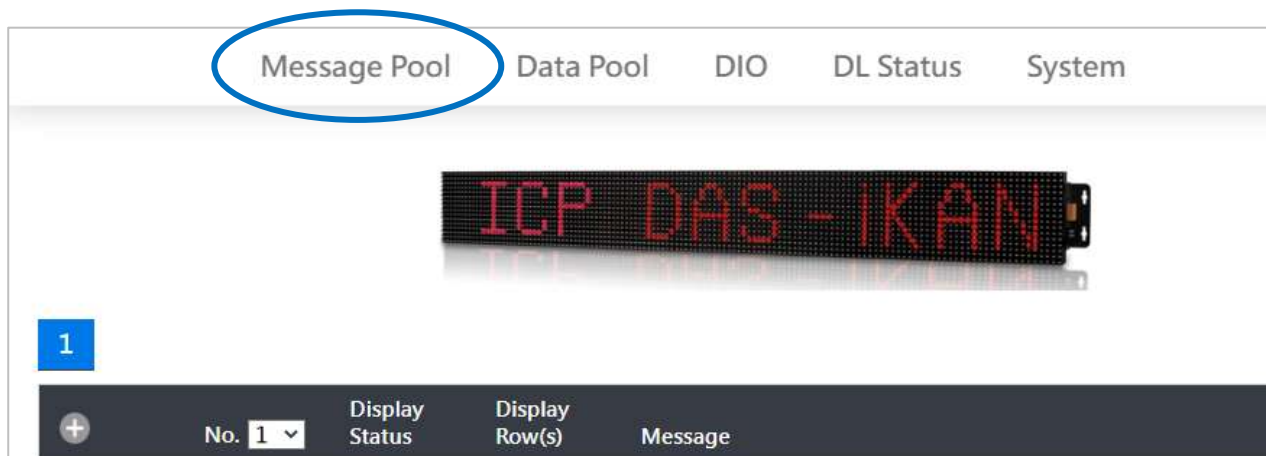 Message Pool Data Pool DIO DL Status System
ICP DAS-iKAN
1
No. 1 Display Status Display Row(s) Message